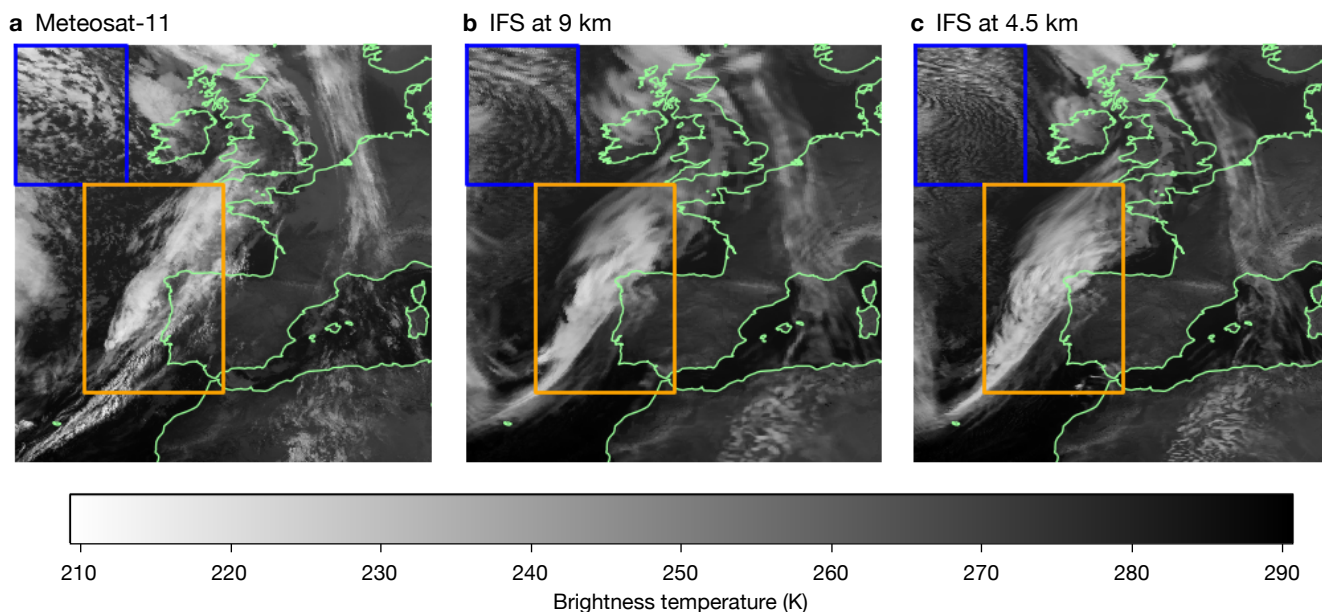 a Meteosat-11
b IFS at 9 km
c IFS at 4.5 km
210 220 230 240 250 260 270 280 290
Brightness temperature (K)